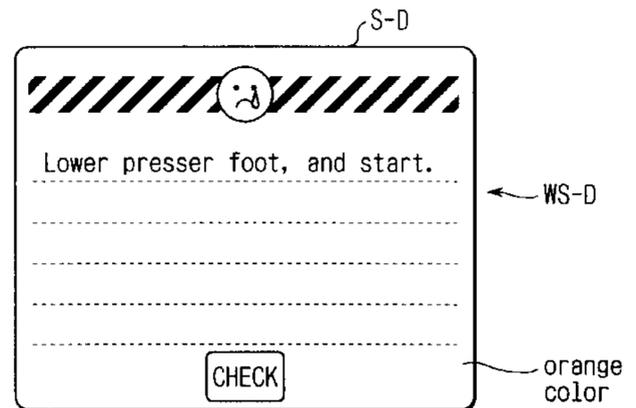 S-D
Lower presser foot, and start.
WS-D
CHECK
orange
color